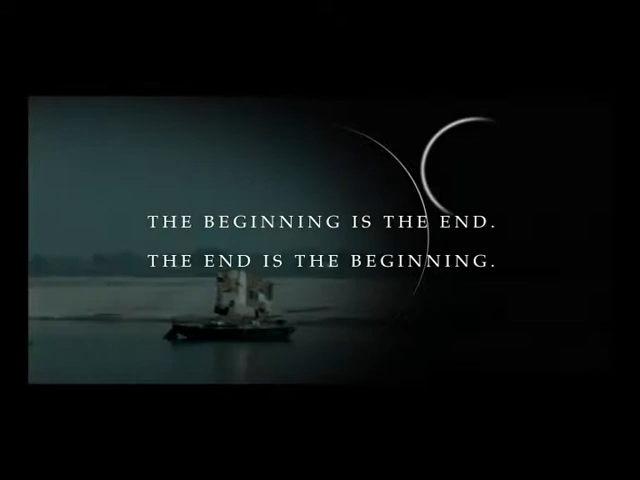 THE BEGINNING IS THE END.
THE END IS THE BEGINNING.